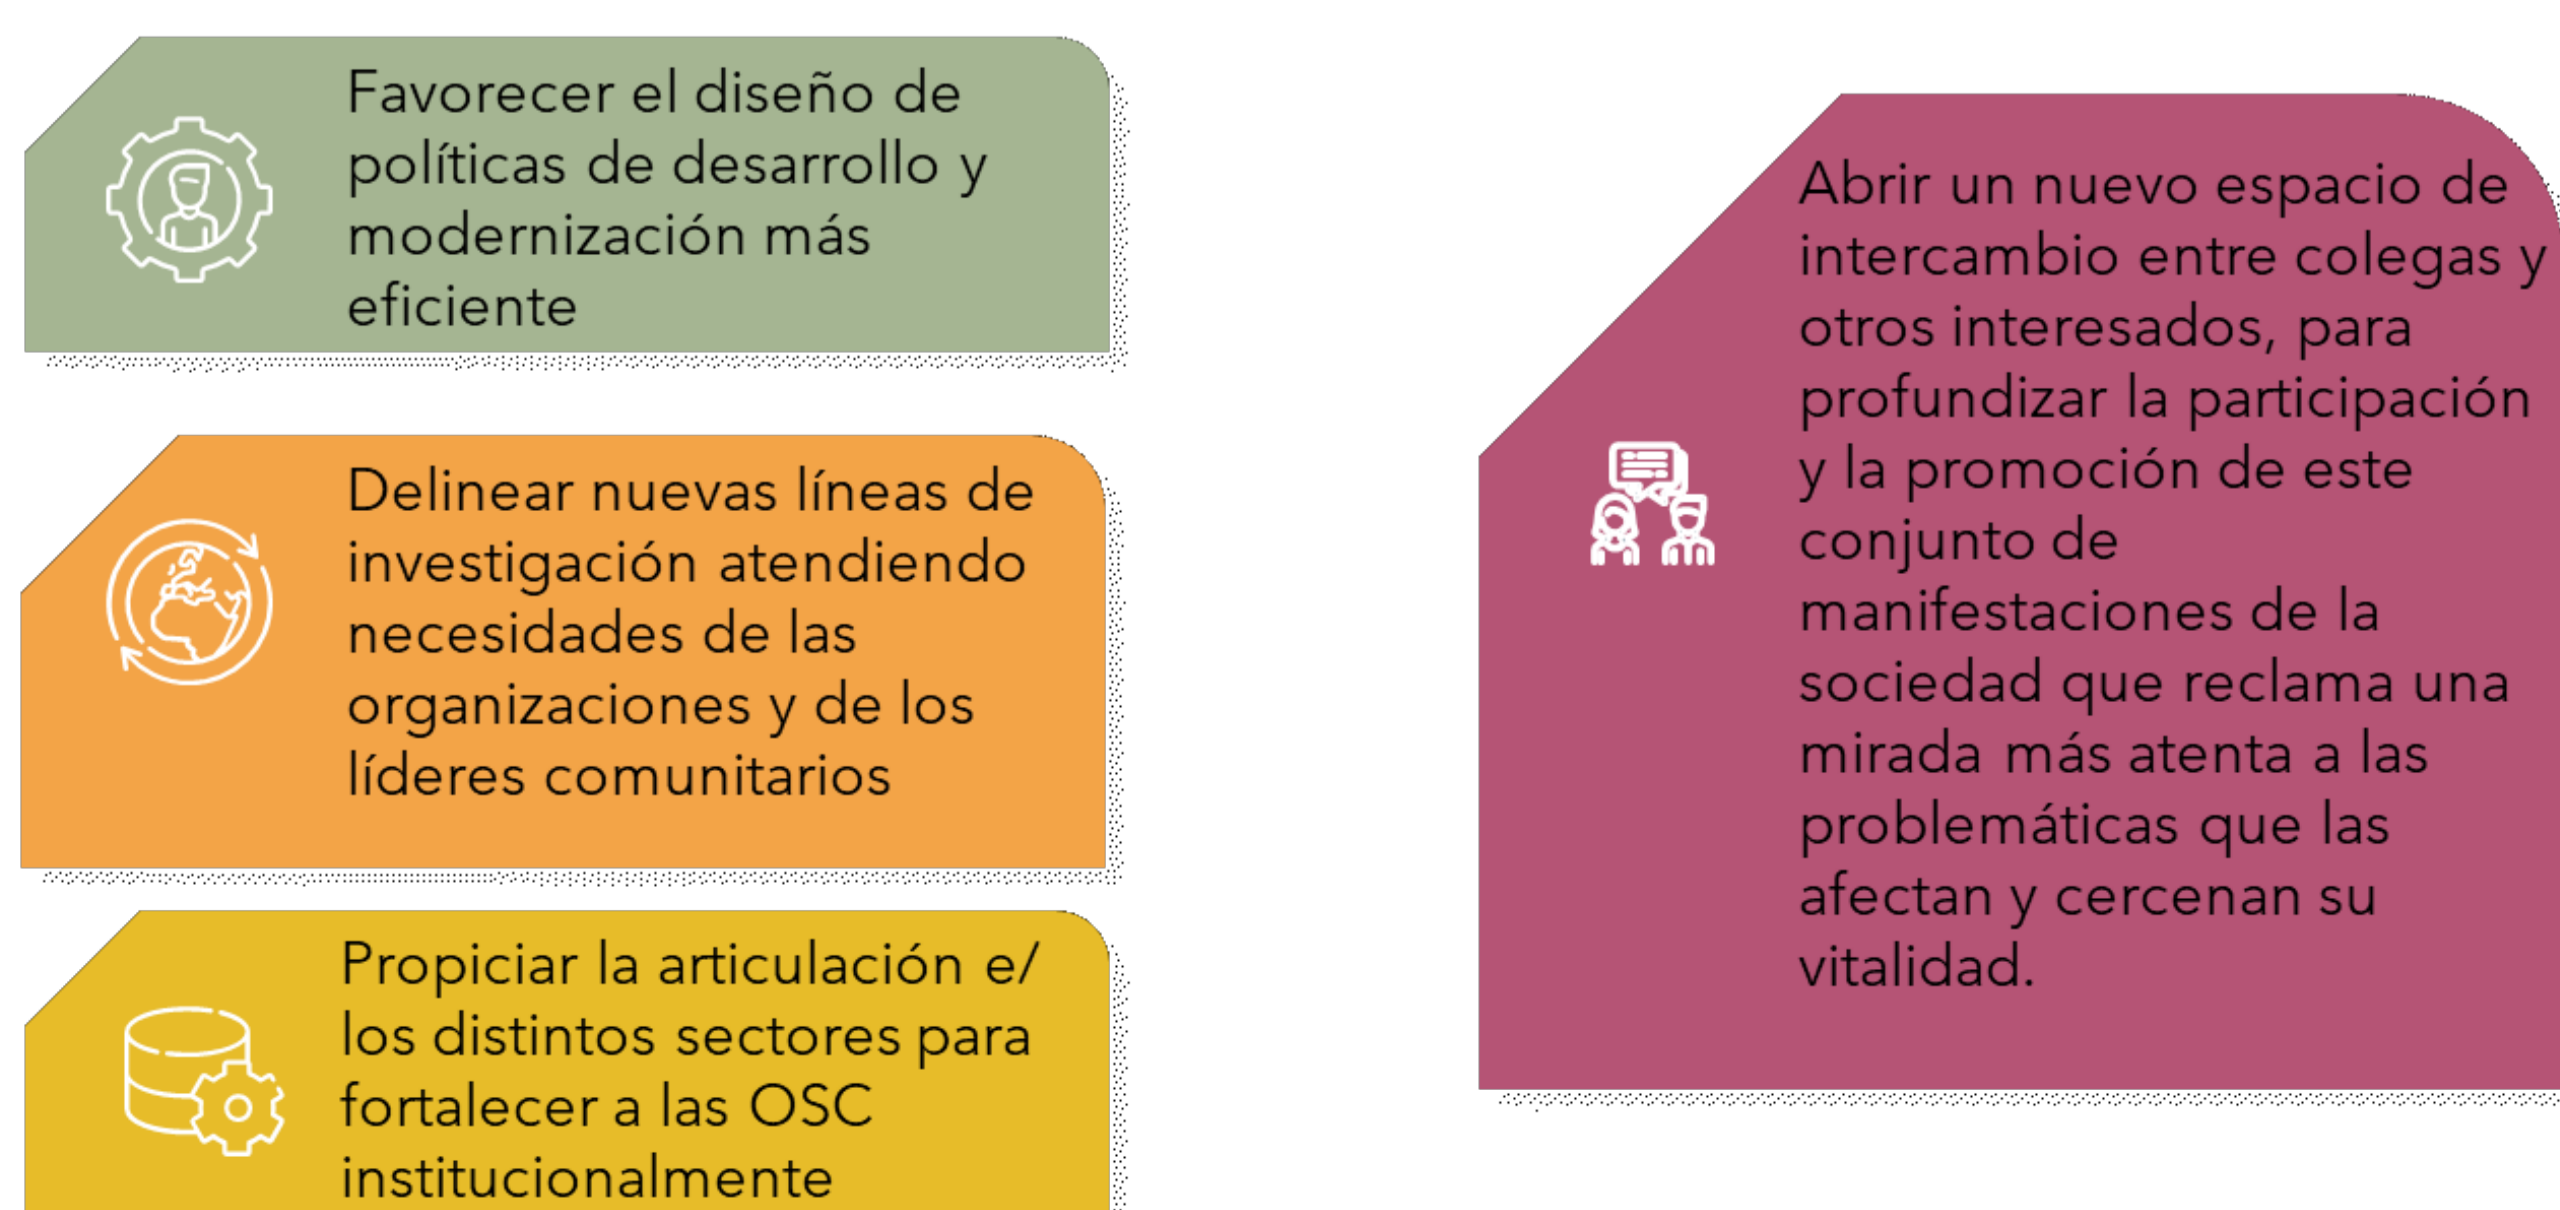 Favorecer el diseño de
políticas de desarrollo y
modernización más
eficiente
Delinear nuevas líneas de
investigación atendiendo
necesidades de las
organizaciones y de los
líderes comunitarios
Propiciar la articulación e/
los distintos sectores para
fortalecer a las OSC
institucionalmente
Abrir un nuevo espacio de
intercambio entre colegas y
otros interesados, para
profundizar la participación
y la promoción de este
conjunto de
manifestaciones de la
sociedad que reclama una
mirada más atenta a las
problemáticas que las
afectan y cercenan su
vitalidad.